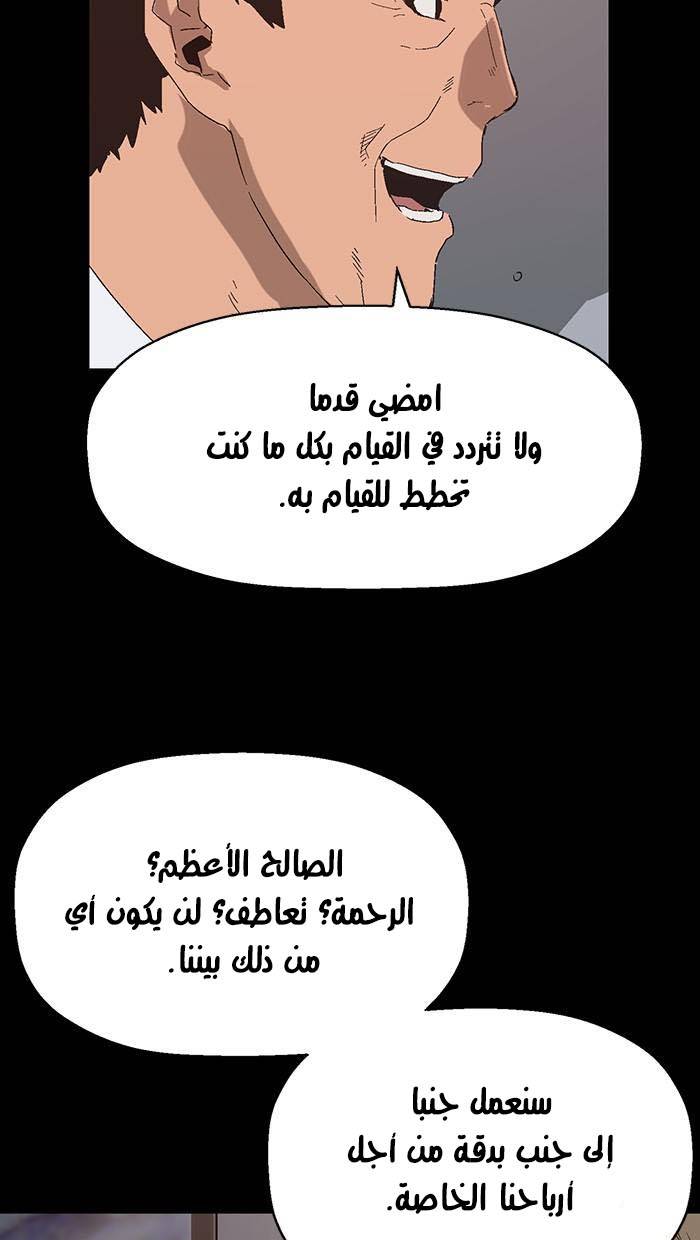 امضي قدما
ولا تتردد في القيام بكل ما كنت
تخطط للقيام به.
الصالح الأعظم؟
الرحمة؟ تعاطف؟ لن يكون أي
من ذلك بيننا.
سنعمل جنبا
إلى جنب بدقة من أجل
أرباحنا الخاصة.